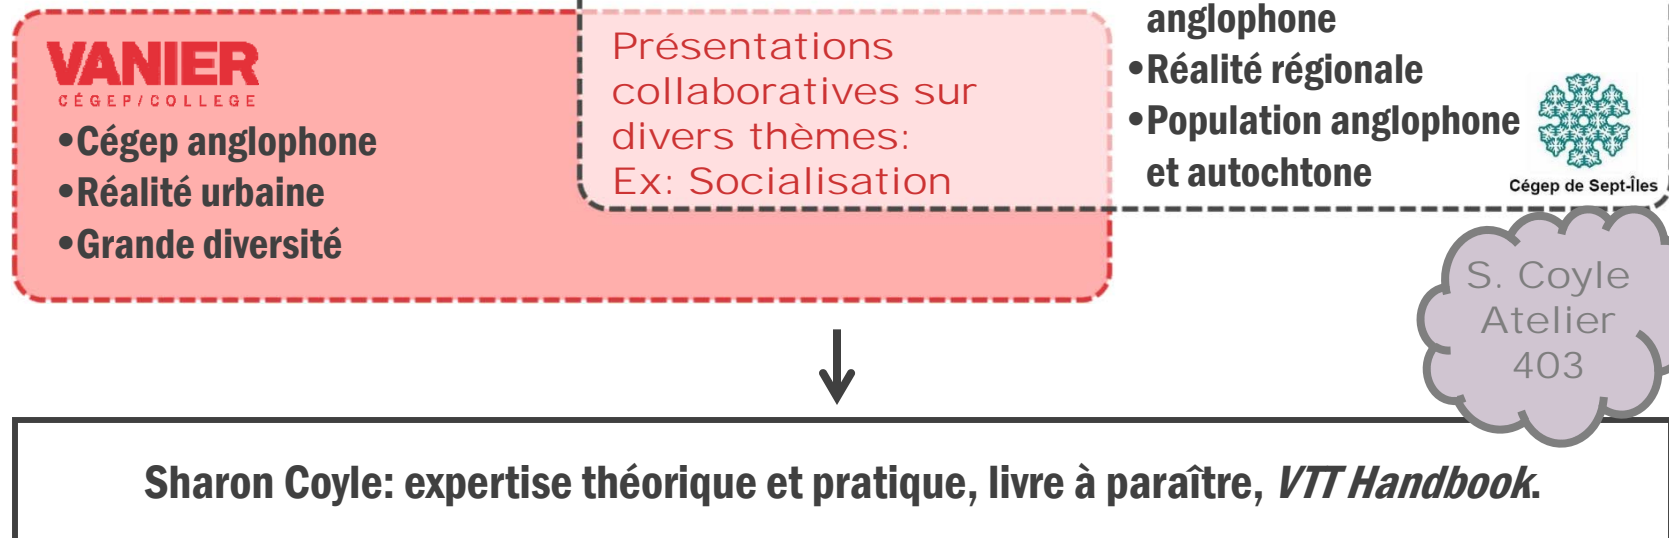 VANIER
CÉGEP/COLLEGE
•Cégep anglophone
•Réalité urbaine
•Grande diversité
Présentations
collaboratives sur
divers thèmes:
Ex: Socialisation
anglophone
•Réalité régionale
•Population anglophone
et autochtone
Cégep de Sept-Îles
S. Coyle
Atelier
403
Sharon Coyle: expertise théorique et pratique, livre à paraître, VTT Handbook.